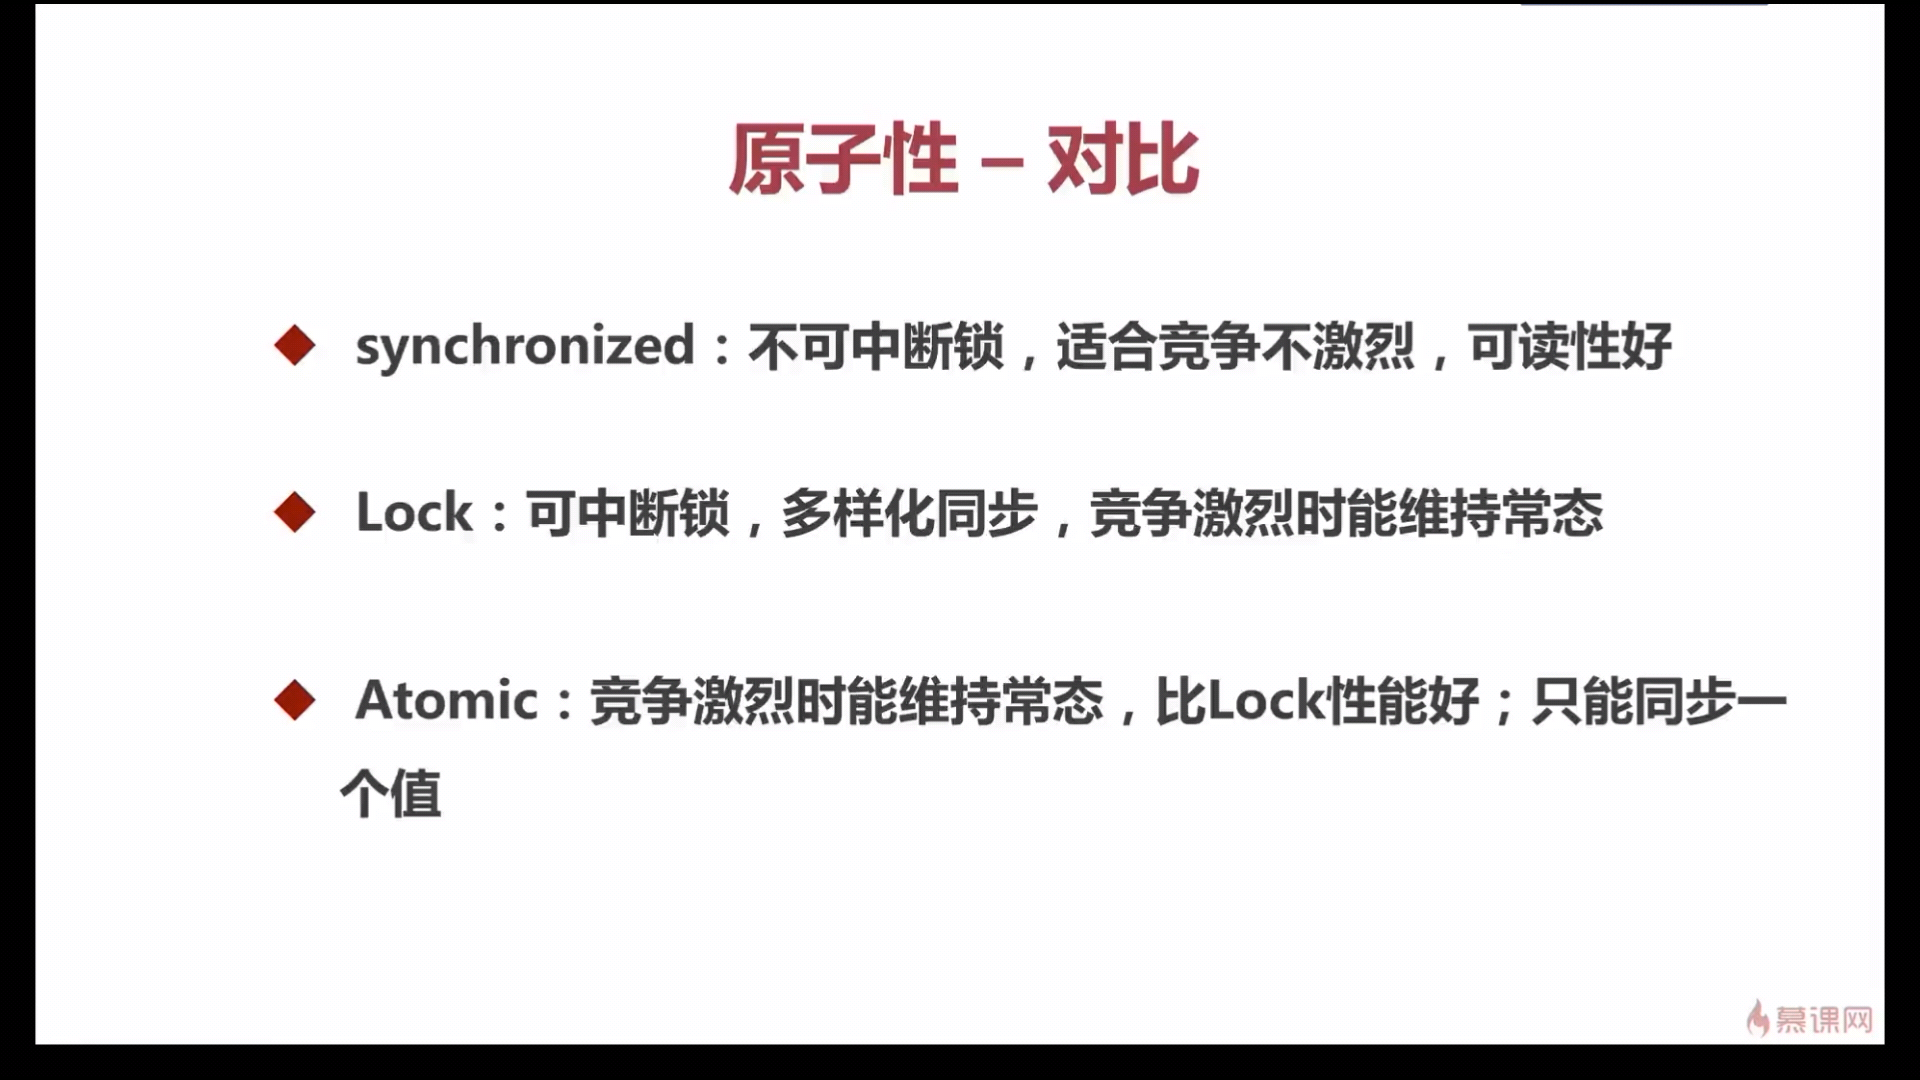 原子性 – 对比
synchronized：不可中断锁，适合竞争不激烈，可读性好
Lock：可中断锁，多样化同步，竞争激烈时能维持常态
Atomic：竞争激烈时能维持常态，比Lock性能好；只能同步一
个值
慕课网